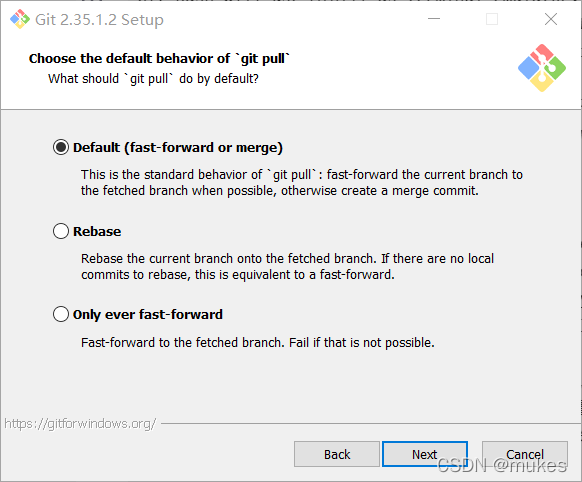 Git 2.35.1.2 Setup
Choose the default behavior of `git pull`
What should `git pull` do by default?
Default (fast-forward or merge)
This is the standard behavior of `git pull`: fast-forward the current branch to
the fetched branch when possible, otherwise create a merge commit.
Rebase
Rebase the current branch onto the fetched branch. If there are no local
commits to rebase, this is equivalent to a fast-forward.
Only ever fast-forward
Fast-forward to the fetched branch. Fail if that is not possible.
https://gitforwindows.org/
Back Next Cancel
CSDN @mukes